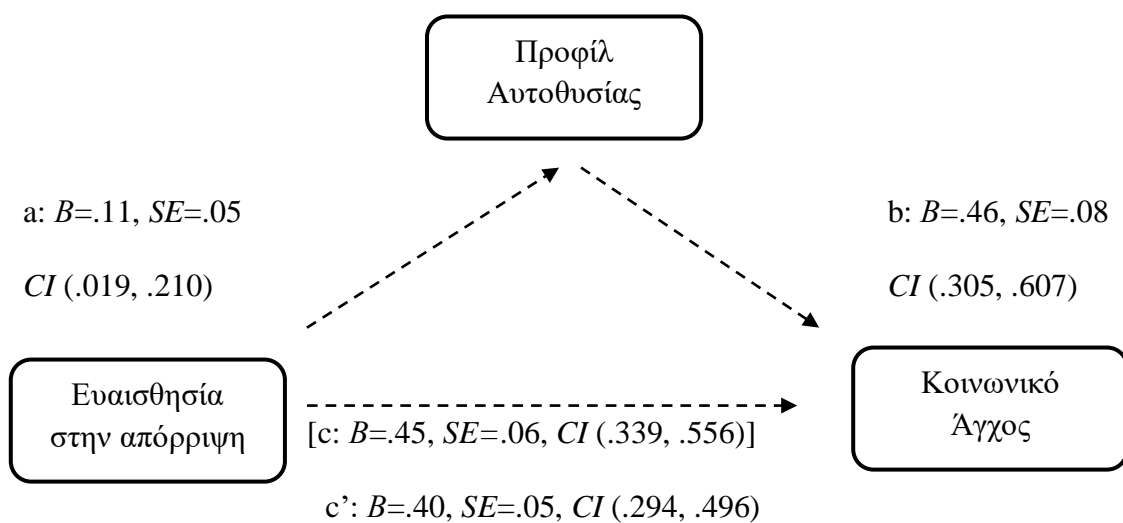 Προφίλ
Αυτοθυσίας
a: B=.11, SE=.05
CI (.019, .210)
b: B=.46, SE=.08
CI (.305, .607)
Ευαισθησία
στην απόρριψη
Κοινωνικό
Άγχος
[c: B=.45, SE=.06, CI (.339, .556)]
c’: B=.40, SE=.05, CI (.294, .496)